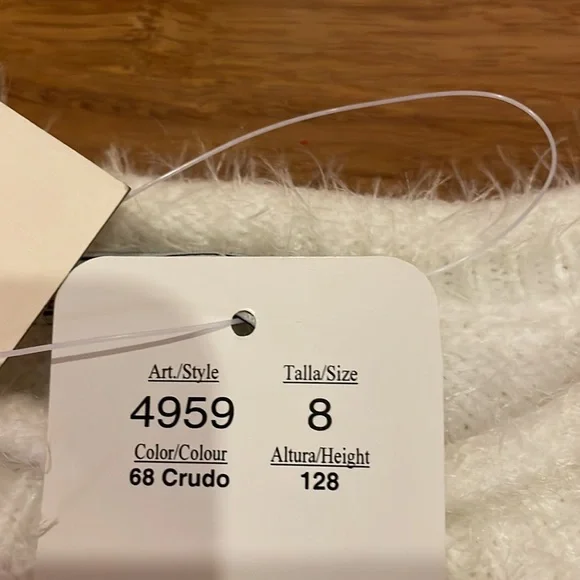 Art./Style Talla/Size
4959 8
Color/Colour Altura/Height
68 Crudo 128